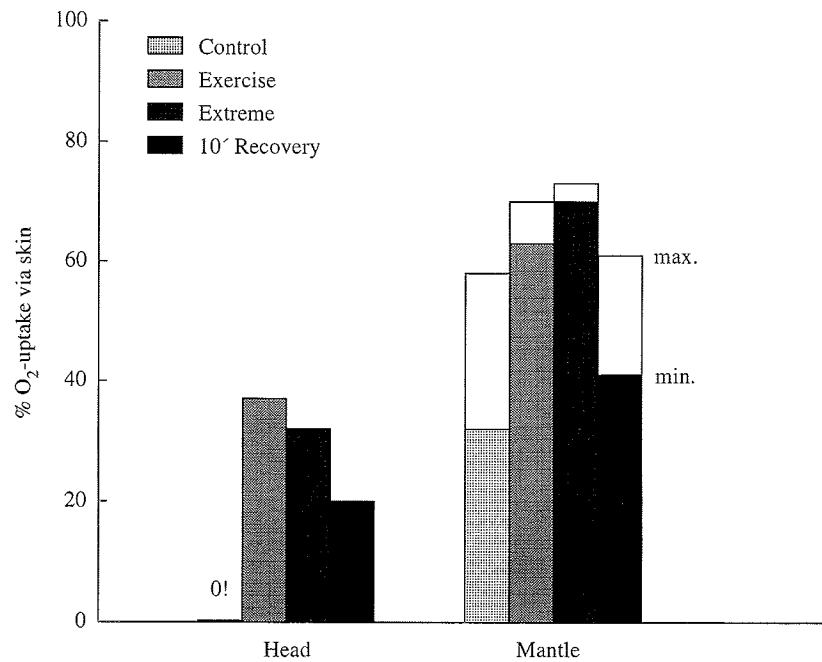 100
80
60
40
20
0
% O₂-uptake via skin
Control
Exercise
Extreme
10´ Recovery
0!
max.
min.
Head
Mantle